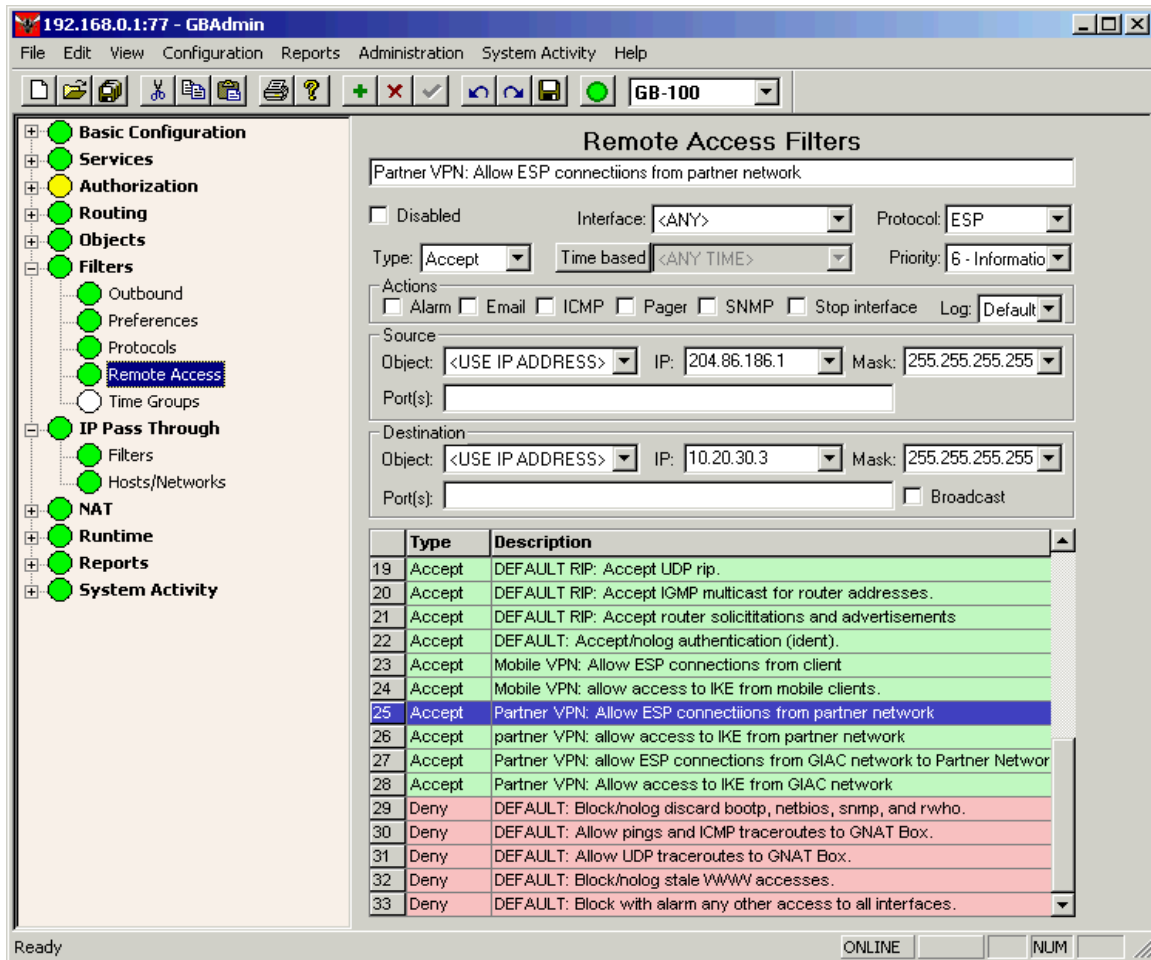 192.168.0.1:77 - GBAdmin
File Edit View Configuration Reports Administration System Activity Help
GB-100
Basic Configuration
Services
Authorization
Routing
Objects
Filters
Outbound
Preferences
Protocols
Remote Access
Time Groups
IP Pass Through
Filters
Hosts/Networks
NAT
Runtime
Reports
System Activity
Remote Access Filters
Partner VPN: Allow ESP connectiions from partner network
Disabled Interface: <ANY> Protocol: ESP
Type: Accept Time based <ANY TIME> Priority: 6 - Informatio
Actions
Alarm Email ICMP Pager SNMP Stop interface Log: Default
Source
Object: <USE IP ADDRESS> IP: 204.86.186.1 Mask: 255.255.255.255
Port(s):
Destination
Object: <USE IP ADDRESS> IP: 10.20.30.3 Mask: 255.255.255.255
Port(s): Broadcast
Type Description
19 Accept DEFAULT RIP: Accept UDP rip.
20 Accept DEFAULT RIP: Accept IGMP multicast for router addresses.
21 Accept DEFAULT RIP: Accept router solicititations and advertisements
22 Accept DEFAULT: Accept/nolog authentication (ident).
23 Accept Mobile VPN: Allow ESP connections from client
24 Accept Mobile VPN: allow access to IKE from mobile clients.
25 Accept Partner VPN: Allow ESP connectiions from partner network
26 Accept partner VPN: allow access to IKE from partner network
27 Accept Partner VPN: allow ESP connections from GIAC network to Partner Networ
28 Accept Partner VPN: Allow access to IKE from GIAC network
29 Deny DEFAULT: Block/nolog discard bootp, netbios, snmp, and rwho.
30 Deny DEFAULT: Allow pings and ICMP traceroutes to GNAT Box.
31 Deny DEFAULT: Allow UDP traceroutes to GNAT Box.
32 Deny DEFAULT: Block/nolog stale WWW accesses.
33 Deny DEFAULT: Block with alarm any other access to all interfaces.
Ready ONLINE NUM